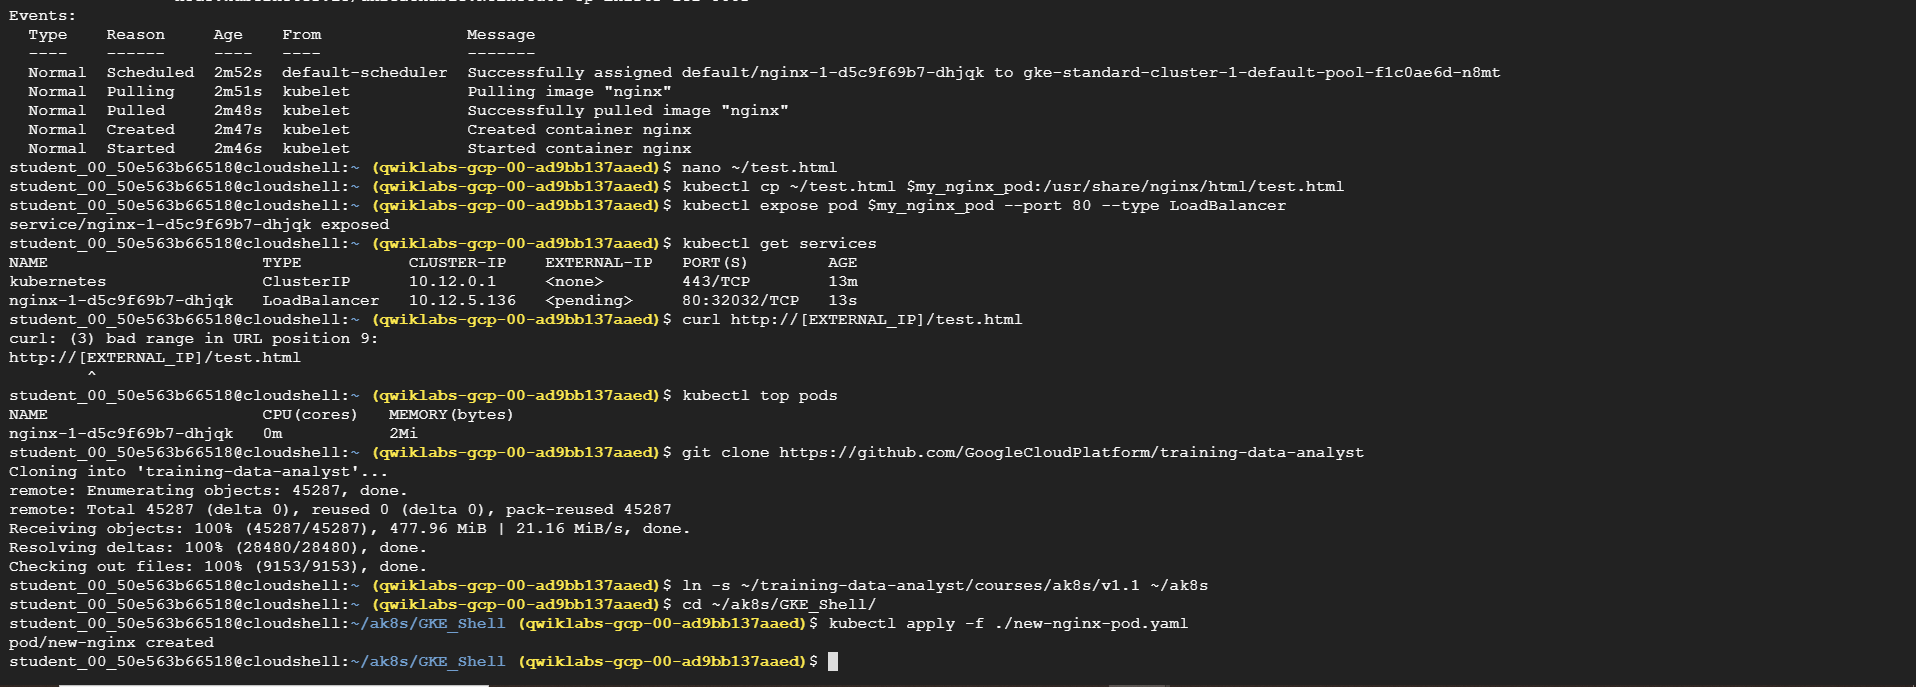 Events:
  Type    Reason     Age    From               Message
  ----    ------     ----   ----               -------
  Normal  Scheduled  2m52s  default-scheduler  Successfully assigned default/nginx-1-d5c9f69b7-dhjqk to gke-standard-cluster-1-default-pool-f1c0ae6d-n8mt
  Normal  Pulling    2m51s  kubelet            Pulling image "nginx"
  Normal  Pulled     2m48s  kubelet            Successfully pulled image "nginx"
  Normal  Created    2m47s  kubelet            Created container nginx
  Normal  Started    2m46s  kubelet            Started container nginx
student_00_50e563b66518@cloudshell:~ (qwiklabs-gcp-00-ad9bb137aaed)$ nano ~/test.html
student_00_50e563b66518@cloudshell:~ (qwiklabs-gcp-00-ad9bb137aaed)$ kubectl cp ~/test.html $my_nginx_pod:/usr/share/nginx/html/test.html
student_00_50e563b66518@cloudshell:~ (qwiklabs-gcp-00-ad9bb137aaed)$ kubectl expose pod $my_nginx_pod --port 80 --type LoadBalancer
service/nginx-1-d5c9f69b7-dhjqk exposed
student_00_50e563b66518@cloudshell:~ (qwiklabs-gcp-00-ad9bb137aaed)$ kubectl get services
NAME                      TYPE           CLUSTER-IP    EXTERNAL-IP   PORT(S)        AGE
kubernetes                ClusterIP      10.12.0.1     <none>        443/TCP        13m
nginx-1-d5c9f69b7-dhjqk   LoadBalancer   10.12.5.136   <pending>     80:32032/TCP   13s
student_00_50e563b66518@cloudshell:~ (qwiklabs-gcp-00-ad9bb137aaed)$ curl http://[EXTERNAL_IP]/test.html
curl: (3) bad range in URL position 9:
http://[EXTERNAL_IP]/test.html
        ^
student_00_50e563b66518@cloudshell:~ (qwiklabs-gcp-00-ad9bb137aaed)$ kubectl top pods
NAME                      CPU(cores)   MEMORY(bytes)
nginx-1-d5c9f69b7-dhjqk   0m           2Mi
student_00_50e563b66518@cloudshell:~ (qwiklabs-gcp-00-ad9bb137aaed)$ git clone https://github.com/GoogleCloudPlatform/training-data-analyst
Cloning into 'training-data-analyst'...
remote: Enumerating objects: 45287, done.
remote: Total 45287 (delta 0), reused 0 (delta 0), pack-reused 45287
Receiving objects: 100% (45287/45287), 477.96 MiB | 21.16 MiB/s, done.
Resolving deltas: 100% (28480/28480), done.
Checking out files: 100% (9153/9153), done.
student_00_50e563b66518@cloudshell:~ (qwiklabs-gcp-00-ad9bb137aaed)$ ln -s ~/training-data-analyst/courses/ak8s/v1.1 ~/ak8s
student_00_50e563b66518@cloudshell:~ (qwiklabs-gcp-00-ad9bb137aaed)$ cd ~/ak8s/GKE_Shell/
student_00_50e563b66518@cloudshell:~/ak8s/GKE_Shell (qwiklabs-gcp-00-ad9bb137aaed)$ kubectl apply -f ./new-nginx-pod.yaml
pod/new-nginx created
student_00_50e563b66518@cloudshell:~/ak8s/GKE_Shell (qwiklabs-gcp-00-ad9bb137aaed)$